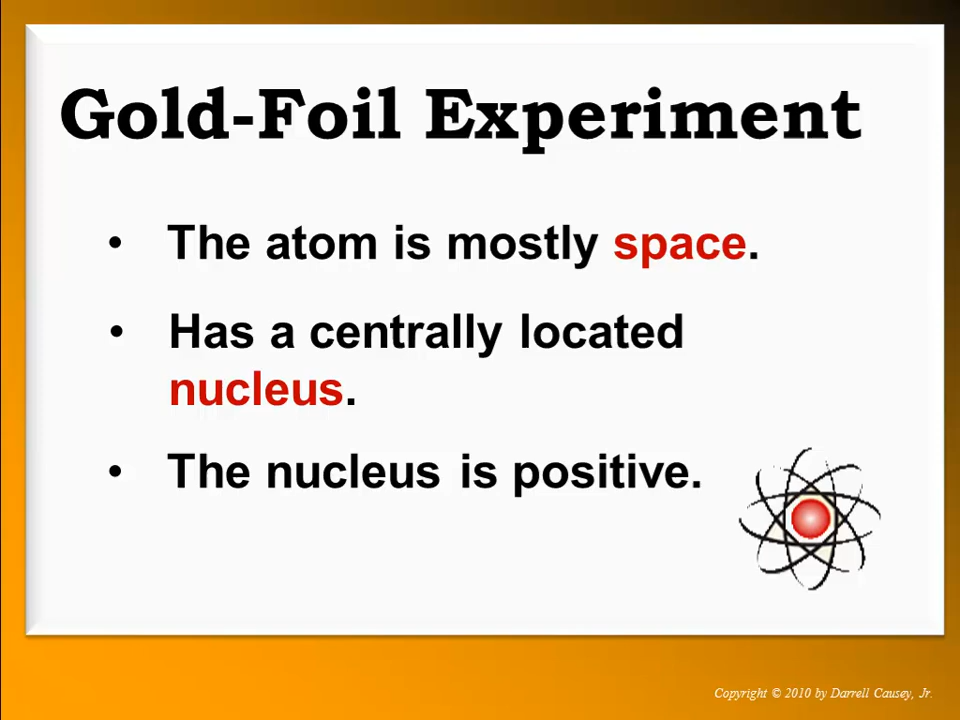 Gold-Foil Experiment
• The atom is mostly space.
• Has a centrally located
nucleus.
• The nucleus is positive.
Copyright © 2010 by Darrell Causey, Jr.